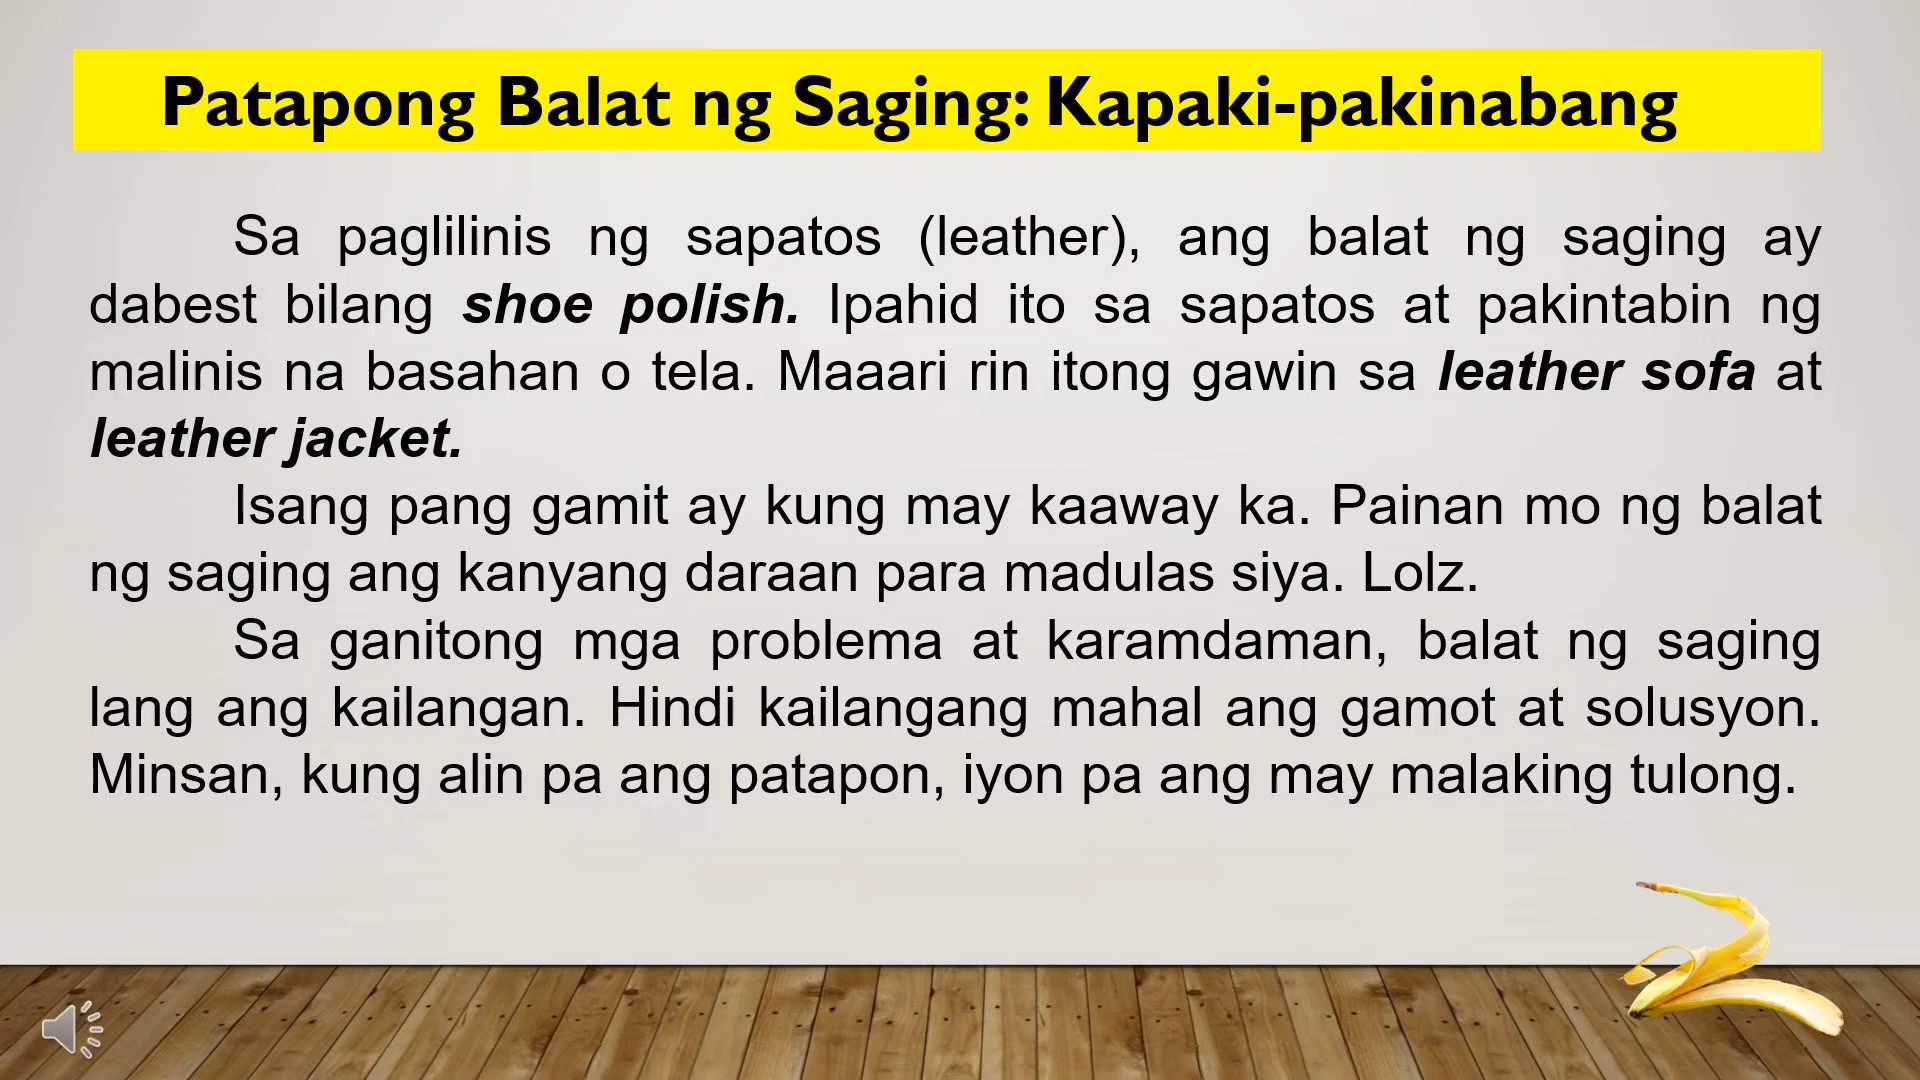 Patapong Balat ng Saging: Kapaki-pakinabang
Sa paglilinis ng sapatos (leather), ang balat ng saging ay
dabest bilang shoe polish. Ipahid ito sa sapatos at pakintabin ng
malinis na basahan o tela. Maaari rin itong gawin sa leather sofa at
leather jacket.
Isang pang gamit ay kung may kaaway ka. Painan mo ng balat
ng saging ang kanyang daraan para madulas siya. Lolz.
Sa ganitong mga problema at karamdaman, balat ng saging
lang ang kailangan. Hindi kailangang mahal ang gamot at solusyon.
Minsan, kung alin pa ang patapon, iyon pa ang may malaking tulong.